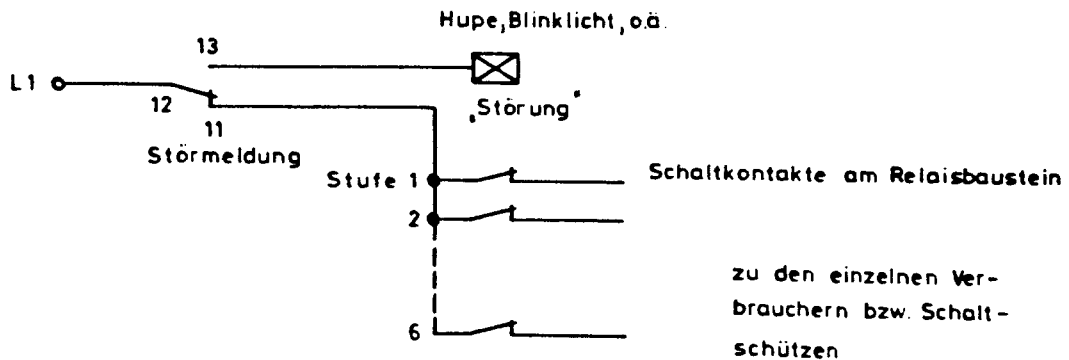 Hupe, Blinklicht, o.ä.
13
L1
12
„Störung"
11
Störmeldung
Stufe 1
Schaltkontakte am Relaisbaustein
2
zu den einzelnen Ver-
brauchern bzw. Schalt-
6
schützen